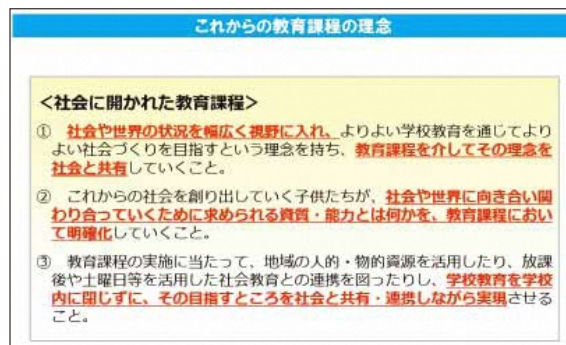 これからの教育課程の理念
＜社会に開かれた教育課程＞
① 社会や世界の状況を幅広く視野に入れ、よりよい学校教育を通じてより
よい社会づくりを目指すという理念を持ち、教育課程を介してその理念を
社会と共有していくこと。
② これからの社会を創り出していく子供たちが、社会や世界に向き合い関
わり合っていくために求められる資質・能力とは何かを、教育課程において
明確化していくこと。
③ 教育課程の実施に当たって、地域の人的・物的資源を活用したり、放課
後や土曜日等を活用した社会教育との連携を図ったりし、学校教育を学校
内に閉じずに、その目指すところを社会と共有・連携しながら実現させる
こと。